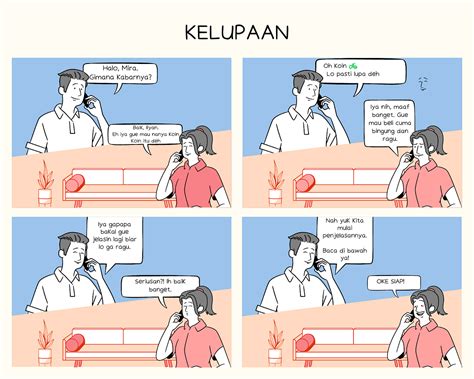 KELUPAAN
Halo, Mira.
Gimana Kabarnya?
Baik, Ryan.
Eh iya gue mau nanya Koin
Koin itu deh.
Oh Koin
Lo pasti lupa deh
Iya nih, maaf
banget. Gue
mau beli cuma
bingung dan
ragu.
Iya gapapa
bakal gue
jelasin lagi biar
lo ga ragu.
Seriusan?! Ih baik
banget.
Nah yuk Kita
mulai
penjelasannya.
Baca di bawah
ya!
OKE SIAP!